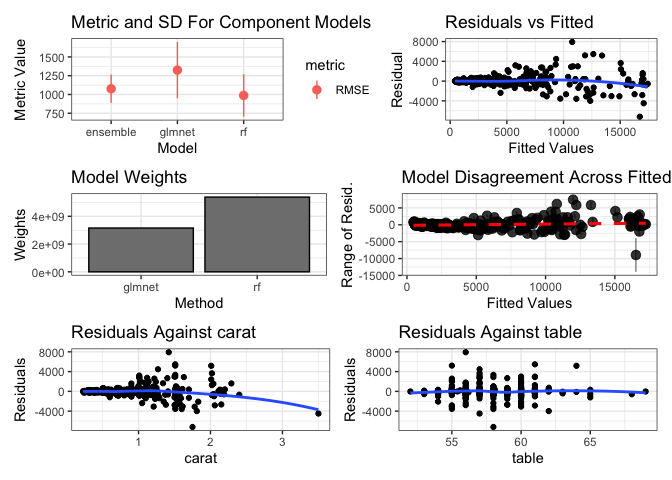 Metric and SD For Component Models
Metric Value
1500
1250
1000
750
ensemble glmnet rf
Model
metric
RMSE
Residuals vs Fitted
Residual
8000
4000
0
-4000
0 5000 10000 15000
Fitted Values
Model Weights
Weights
4e+09
2e+09
0e+00
glmnet rf
Method
Model Disagreement Across Fitted
Range of Resid.
5000
0
-5000
-10000
-15000
0 5000 10000 15000
Fitted Values
Residuals Against carat
Residuals
8000
4000
0
-4000
1 2 3
carat
Residuals Against table
Residuals
8000
4000
0
-4000
55 60 65
table